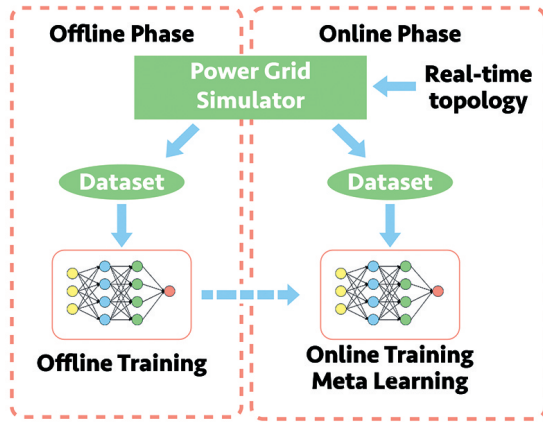 Offline Phase
Online Phase
Power Grid
Simulator
Real-time
topology
Dataset
Dataset
Offline Training
Online Training
Meta Learning